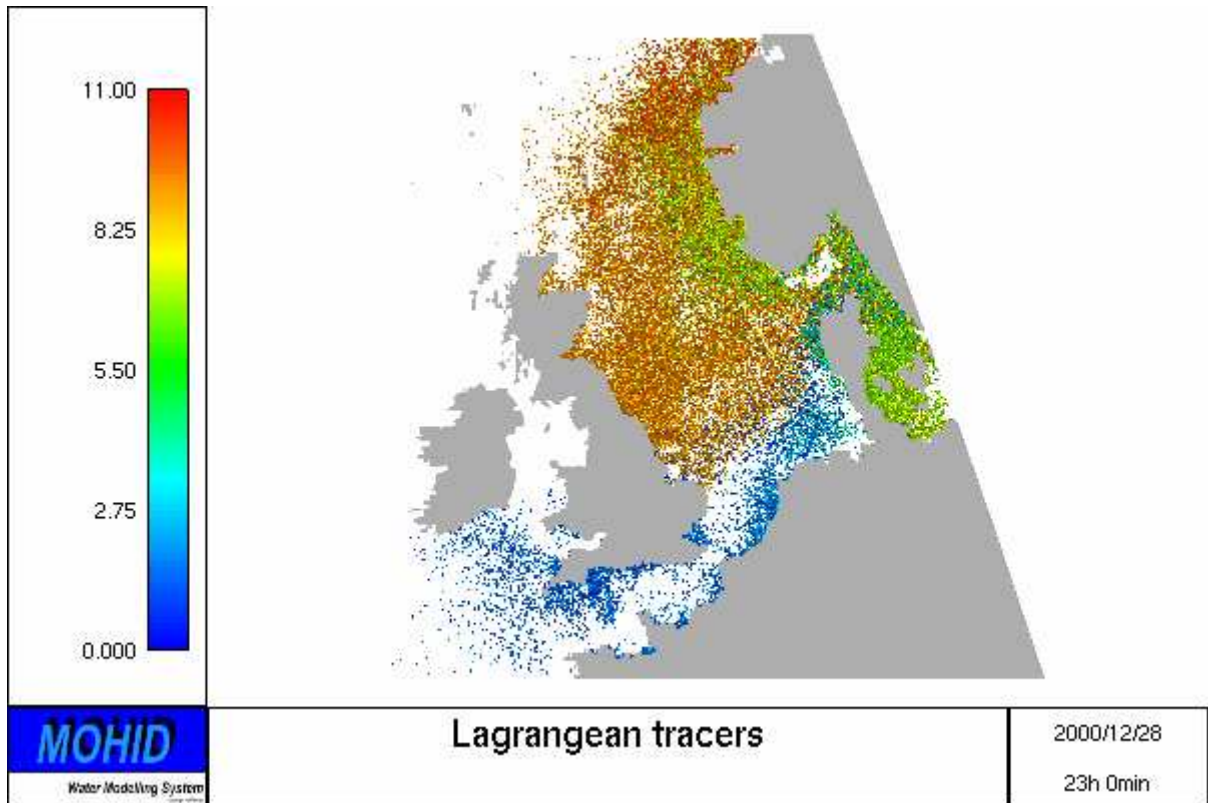 11.00
8.25
5.50
2.75
0.000
MOHID
Water Modelling System
Lagrangean tracers
2000/12/28
23h 0min